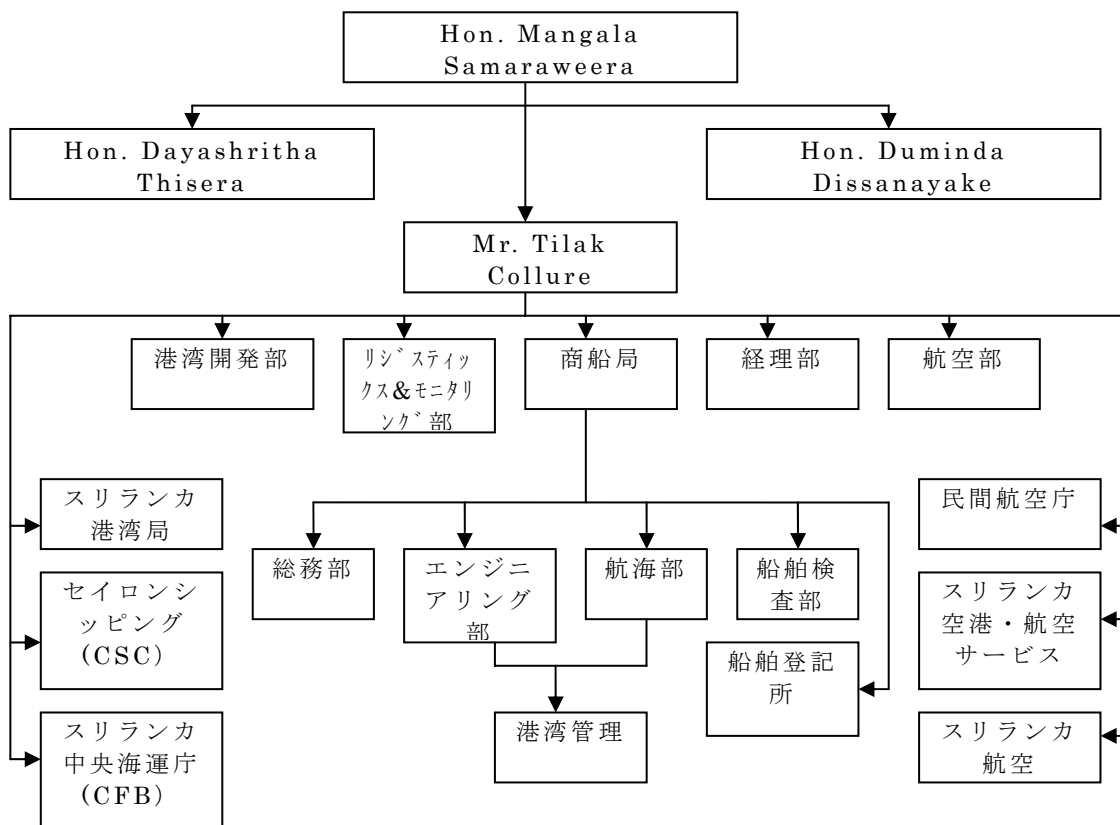 Hon. Mangala
Samaraweera
Hon. Dayashritha
Thisera
Hon. Duminda
Dissanayake
Mr. Tilak
Collure
港湾開発部
ﾘｼﾞｽﾃｨｯ
ｸｽ&ﾓﾆﾀﾘ
ﾝｸﾞ部
商船局
経理部
航空部
スリランカ
港湾局
セイロンシ
ッピング
(CSC)
スリランカ
中央海運庁
(CFB)
総務部
エンジニ
アリング
部
航海部
船舶検
査部
船舶登記
所
港湾管理
民間航空庁
スリランカ
空港・航空
サービス
スリランカ
航空